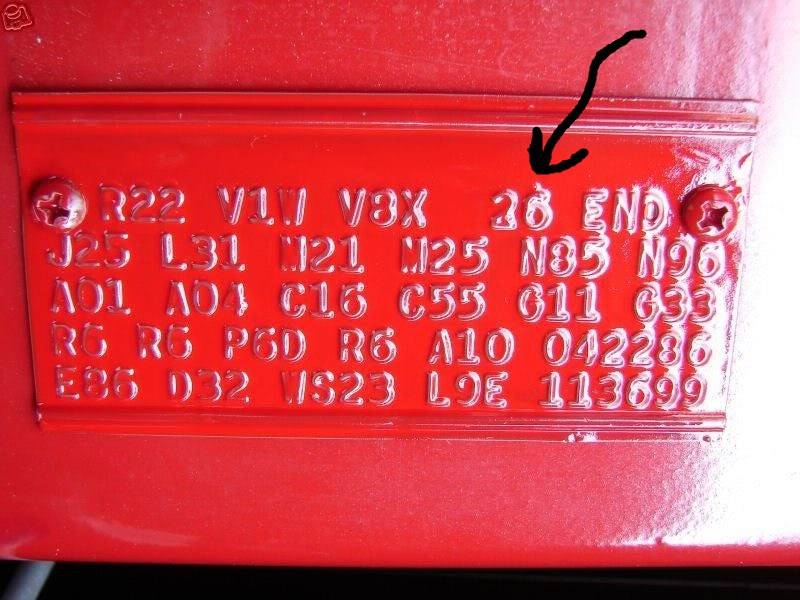 R22 V1W V8X 26 END
J25 L31 M21 M25 N85 N96
A01 A04 C16 C55 G11 G33
R6 R6 P6D R6 A10 042286
E86 D32 WS23 L9E 113699